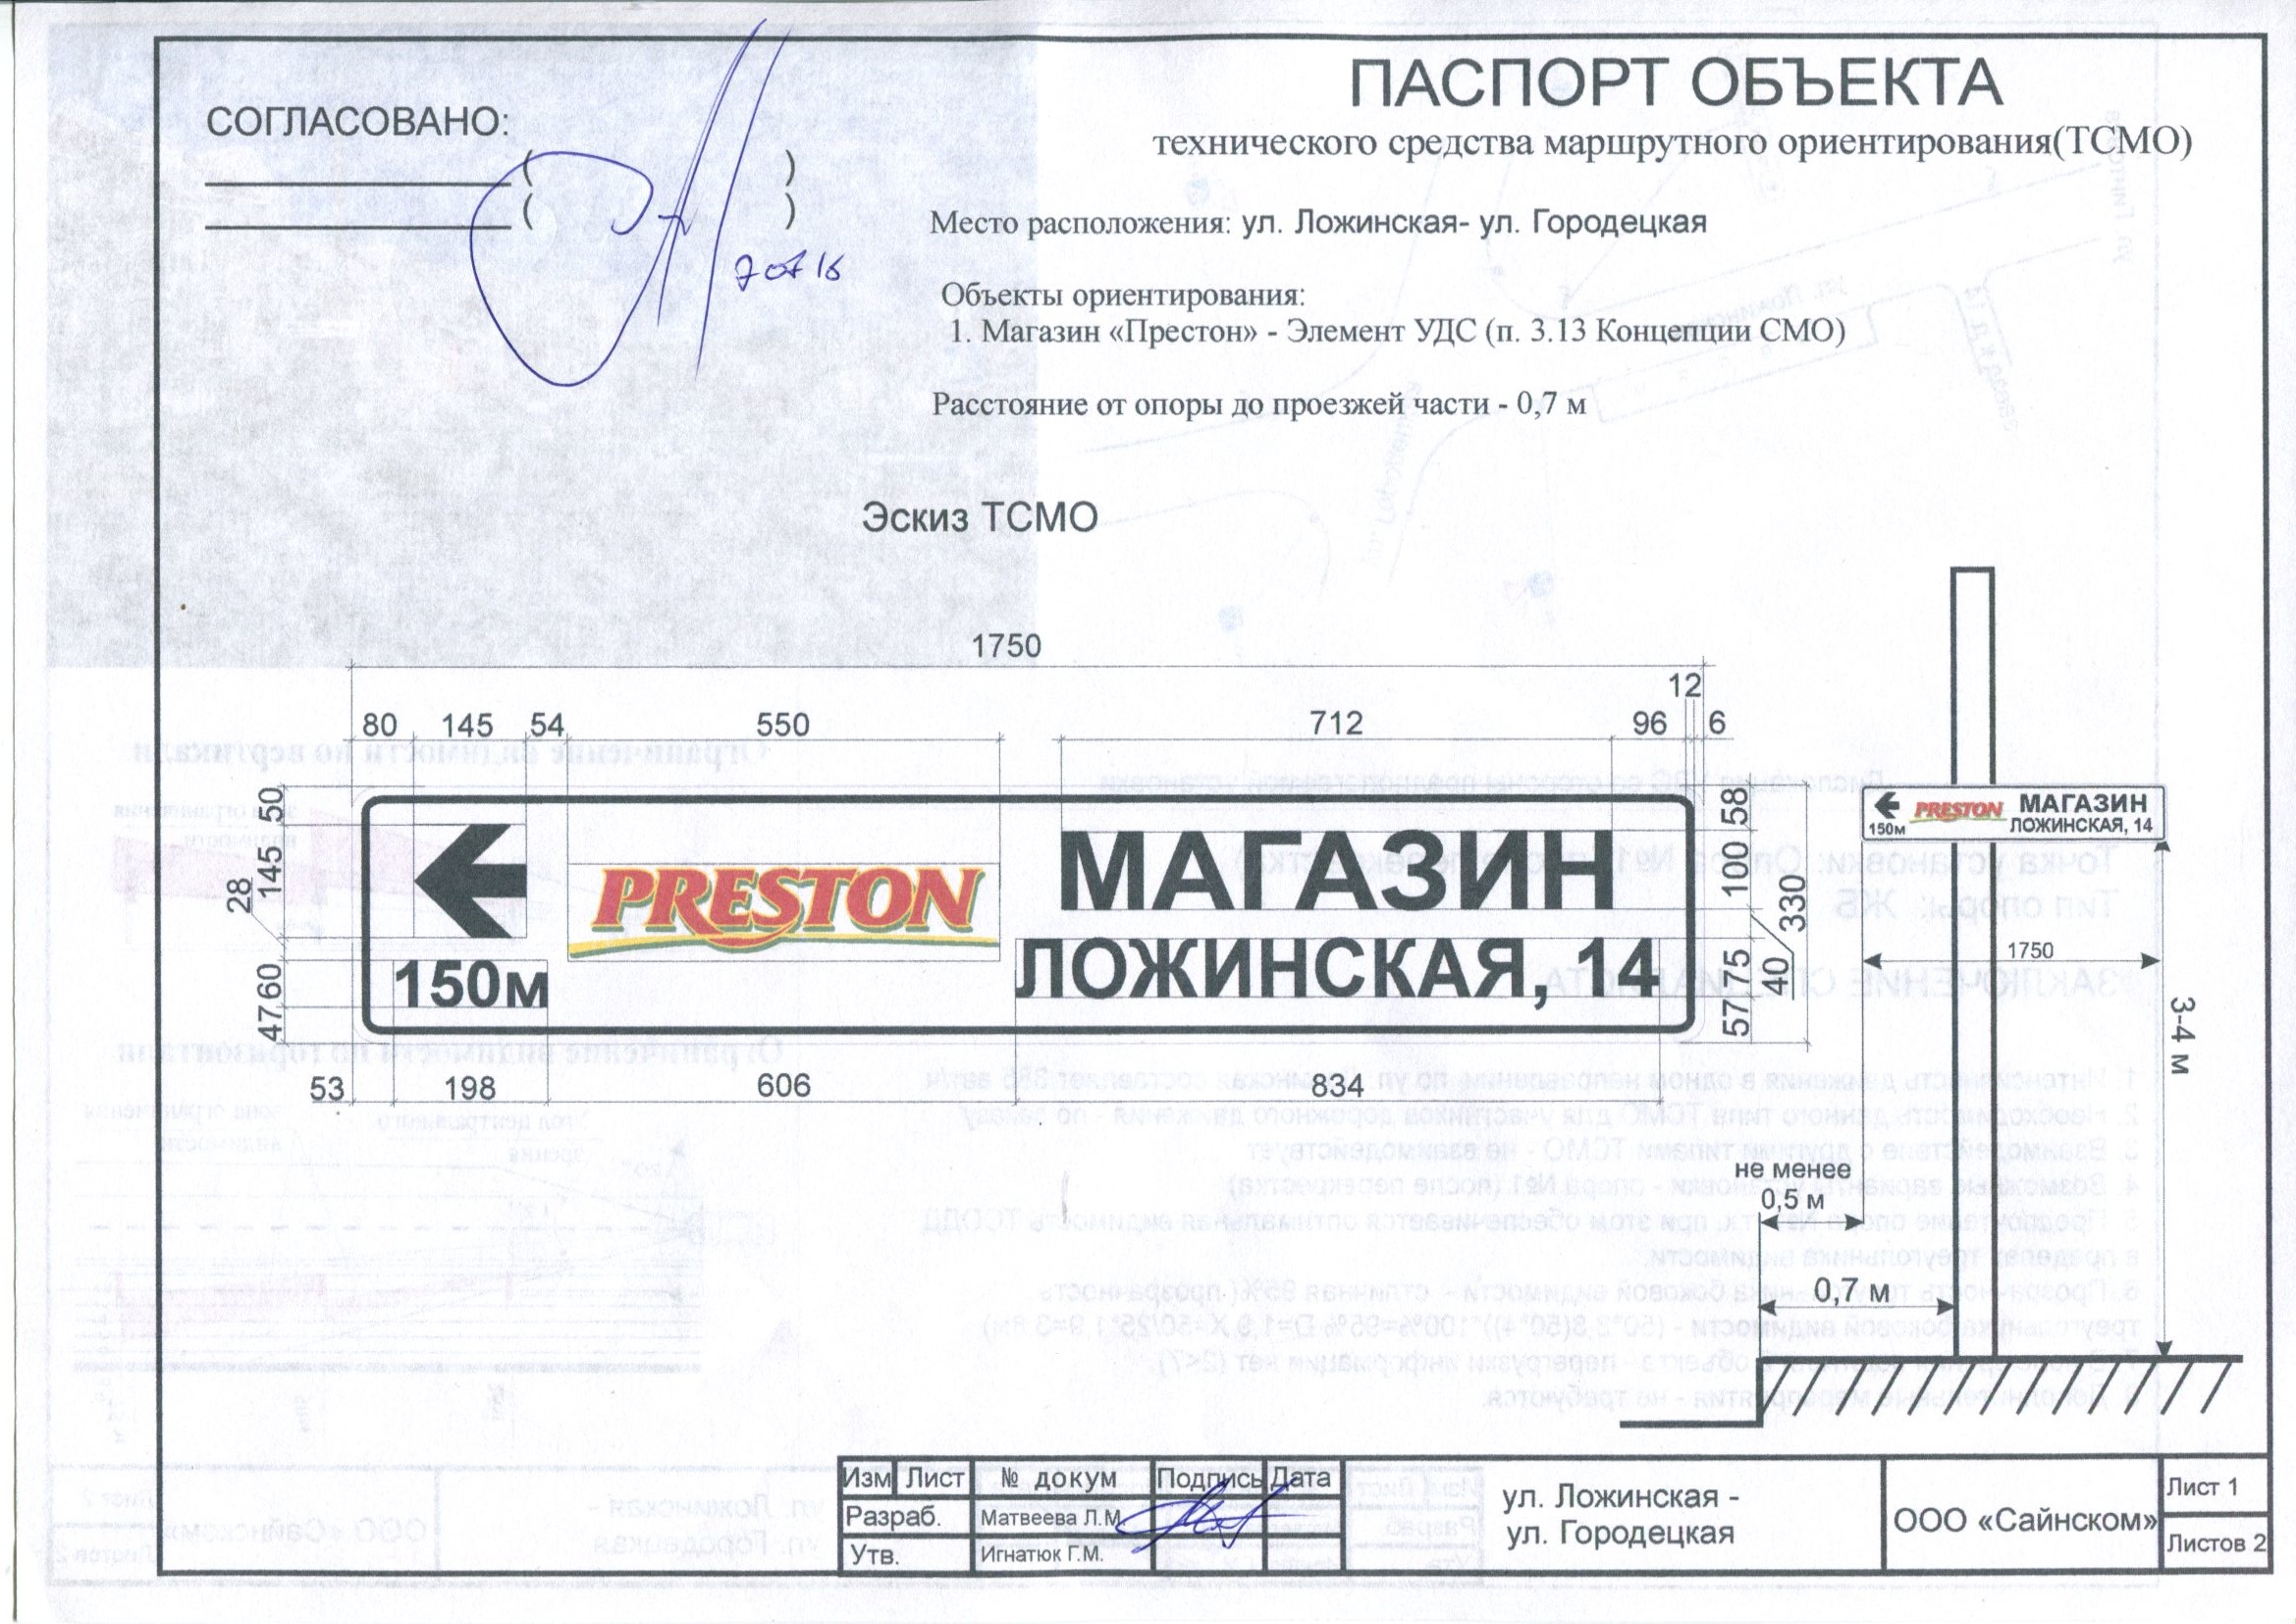 ПАСПОРТ ОБЪЕКТА
технического средства маршрутного ориентирования(ТСМО)
СОГЛАСОВАНО:
( )
( )
Место расположения: ул. Ложинская- ул. Городецкая
Объекты ориентирования:
1. Магазин «Престон» - Элемент УДС (п. 3.13 Концепции СМО)
Расстояние от опоры до проезжей части - 0,7 м
Эскиз ТСМО
1750
12
80 145 54 550 712 96 6
50 145 28 60 47
58 100 40 75 57 330
PRESTON МАГАЗИН
150м ЛОЖИНСКАЯ, 14
53 198 606 834
PRESTON МАГАЗИН
150м ЛОЖИНСКАЯ, 14
1750
3-4 м
не менее
0,5 м
0,7 м
Изм Лист № докум Подпись Дата
Разраб. Матвеева Л.М.
Утв. Игнатюк Г.М.
ул. Ложинская -
ул. Городецкая
ООО «Сайнском»
Лист 1
Листов 2